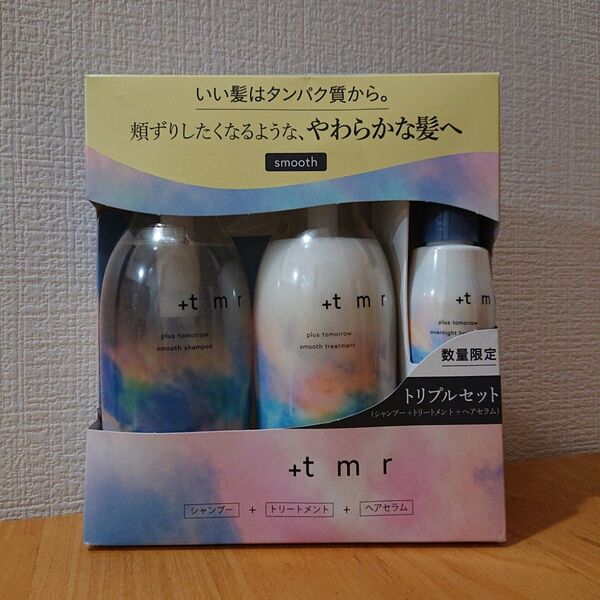 いい髪はタンパク質から。
頬ずりしたくなるような、やわらかな髪へ
smooth
+t m r
plus tomorrow
smooth shampoo
+t m r
plus tomorrow
smooth treatment
+t m r
plus tomorrow
overnight
数量限定
トリプルセット
(シャンプー+トリートメント+ヘアセラム)
+t m r
シャンプー + トリートメント + ヘアセラム